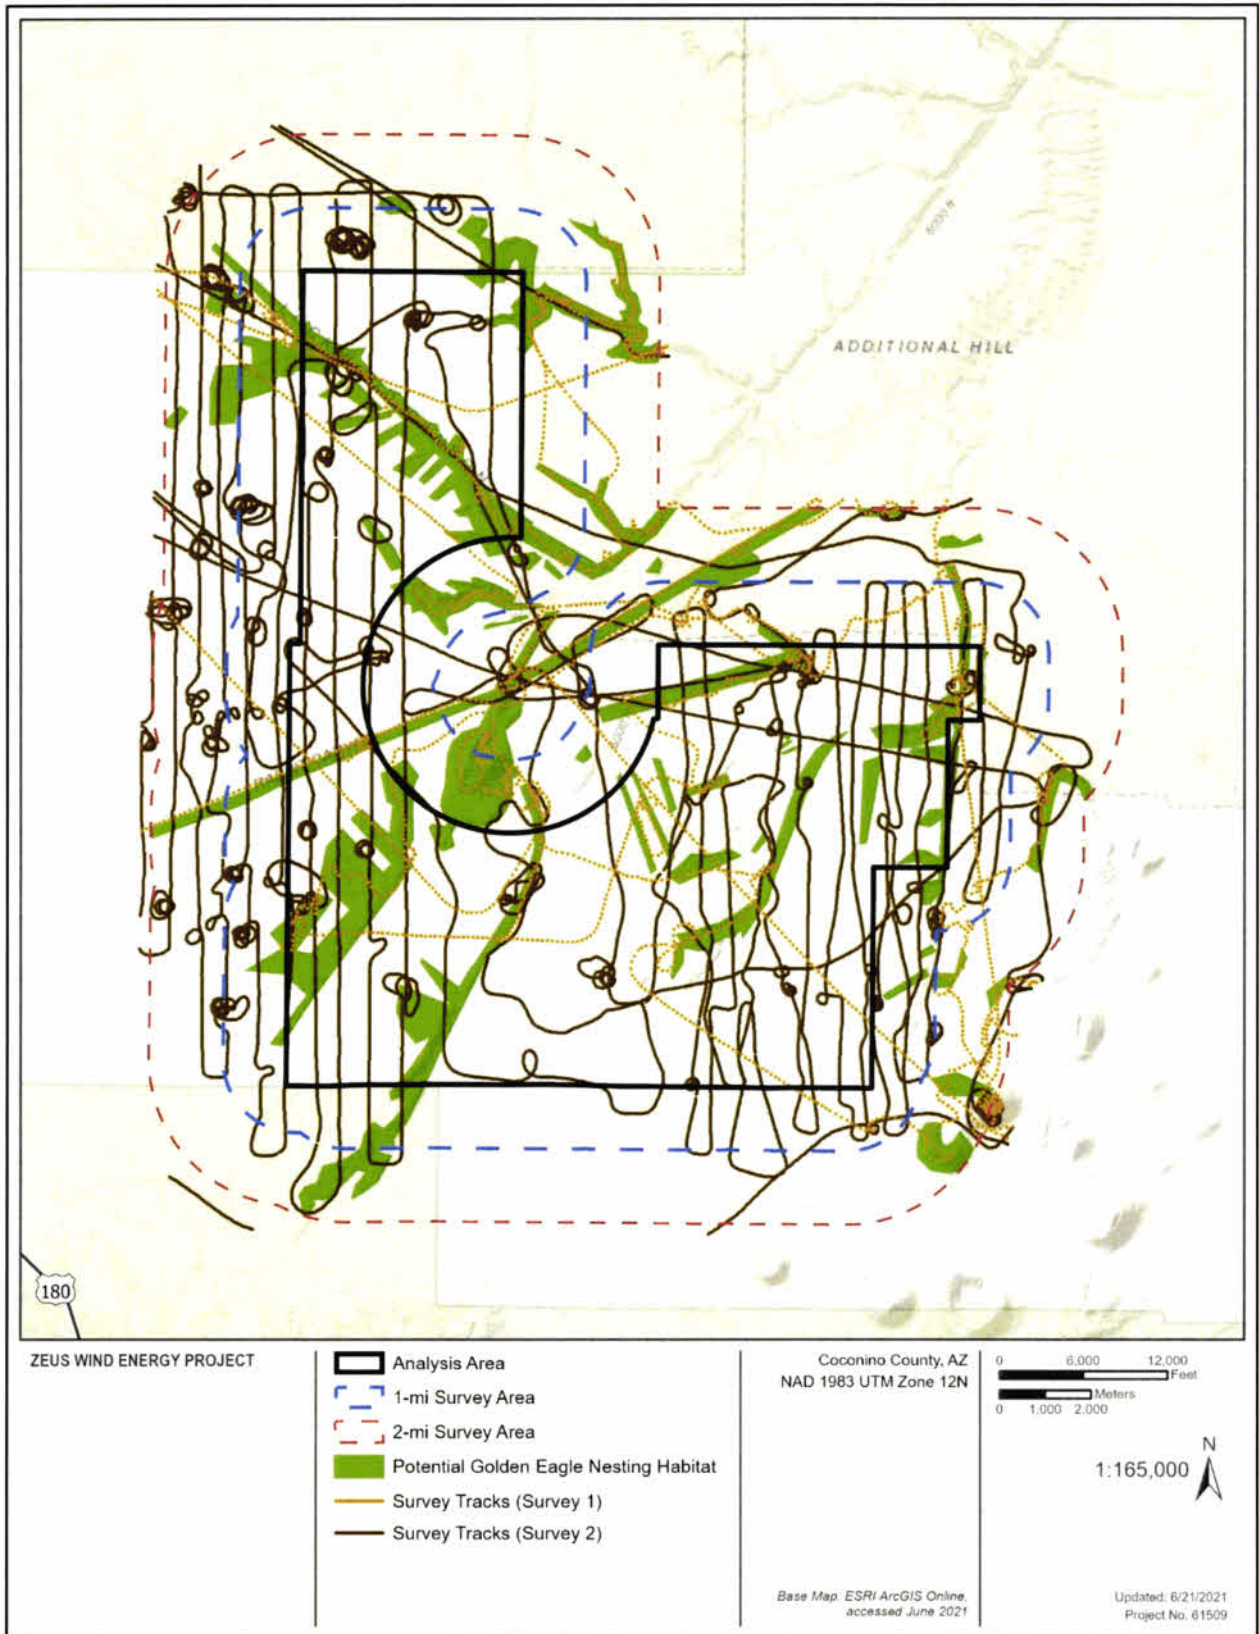 6000 ft
ADDITIONAL HILL
180
ZEUS WIND ENERGY PROJECT
Analysis Area
1-mi Survey Area
2-mi Survey Area
Potential Golden Eagle Nesting Habitat
Survey Tracks (Survey 1)
Survey Tracks (Survey 2)
Coconino County, AZ
NAD 1983 UTM Zone 12N
Base Map: ESRI ArcGIS Online,
accessed June 2021
0 6,000 12,000
Feet
Meters
0 1,000 2,000
N
1:165,000
Updated: 6/21/2021
Project No. 61509